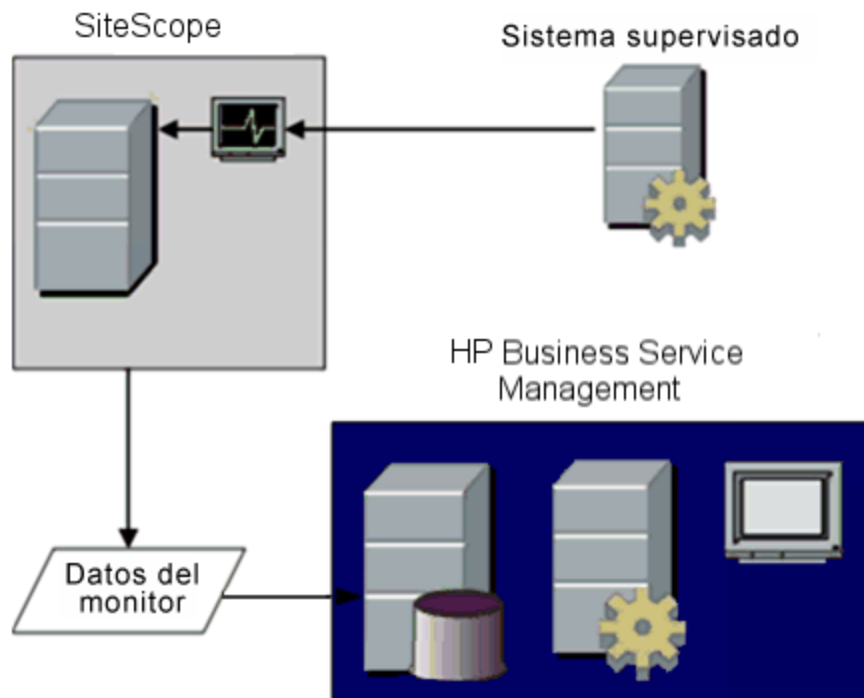 SiteScope
Sistema supervisado
HP Business Service
Management
Datos del
monitor